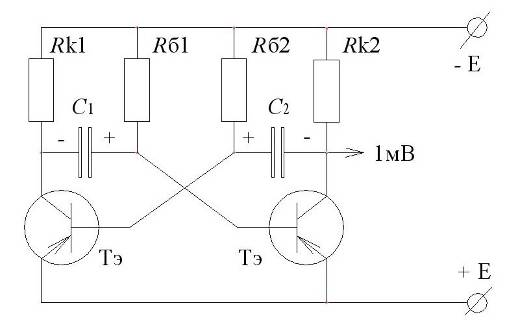 Rk1 Rб1 Rб2 Rk2
- E
C1 C2
- + + -
1мВ
Тэ Тэ
+ E